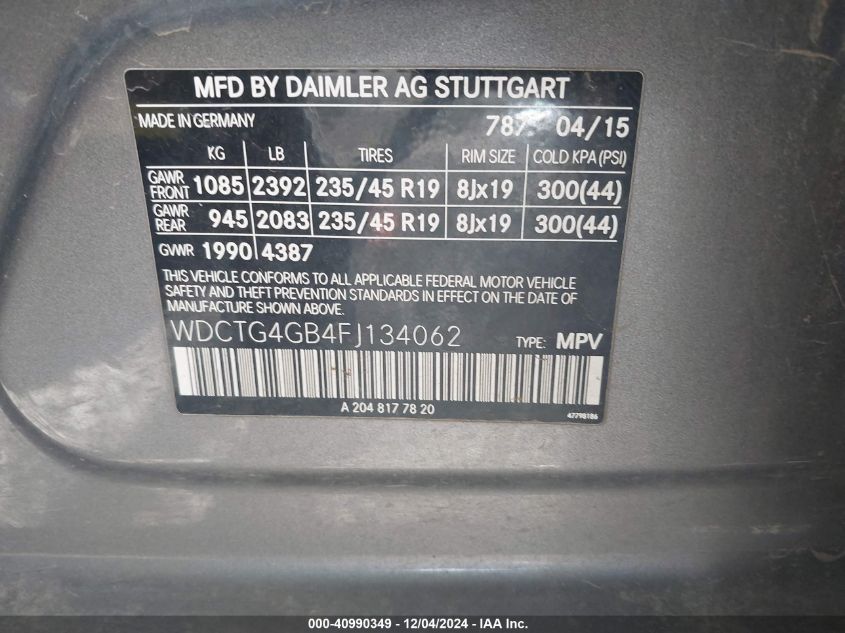 MFD BY DAIMLER AG STUTTGART
MADE IN GERMANY 787 04/15
KG LB TIRES RIM SIZE COLD KPA (PSI)
GAWR FRONT 1085 2392 235/45 R19 8Jx19 300(44)
GAWR REAR 945 2083 235/45 R19 8Jx19 300(44)
GVWR 1990 4387
THIS VEHICLE CONFORMS TO ALL APPLICABLE FEDERAL MOTOR VEHICLE
SAFETY AND THEFT PREVENTION STANDARDS IN EFFECT ON THE DATE OF
MANUFACTURE SHOWN ABOVE.
WDCTG4GB4FJ134062 TYPE: MPV
A 204 817 78 20 47798186
000-40990349 - 12/04/2024 - IAA Inc.